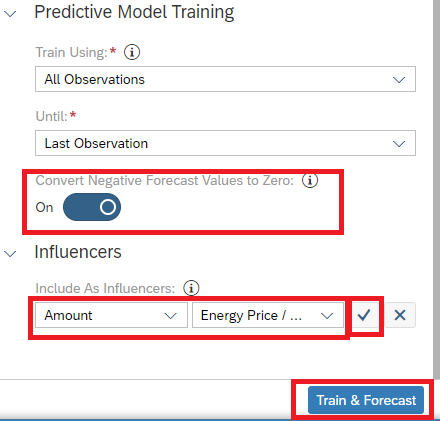 Predictive Model Training
Train Using:* i
All Observations
Until:*
Last Observation
Convert Negative Forecast Values to Zero: i
On
Influencers
Include As Influencers: i
Amount Energy Price / ...
Train & Forecast